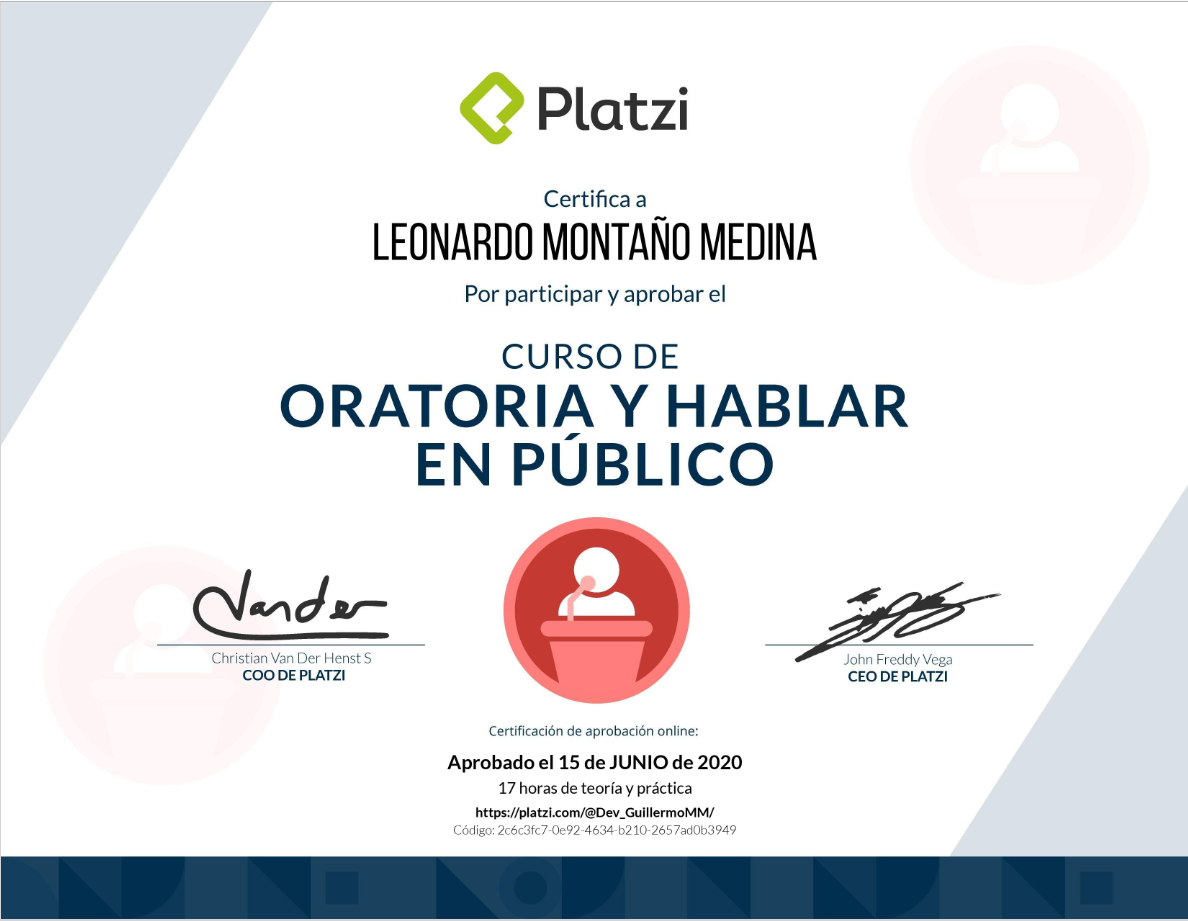 Platzi
Certifica a
LEONARDO MONTAÑO MEDINA
Por participar y aprobar el
CURSO DE
ORATORIA Y HABLAR
EN PÚBLICO
Vander
Christian Van Der Henst S
COO DE PLATZI
John Freddy Vega
CEO DE PLATZI
Certificación de aprobación online:
Aprobado el 15 de JUNIO de 2020
17 horas de teoría y práctica
https://platzi.com/@Dev_GuillermoMM/
Código: 2c6c3fc7-0e92-4634-b210-2657ad0b3949